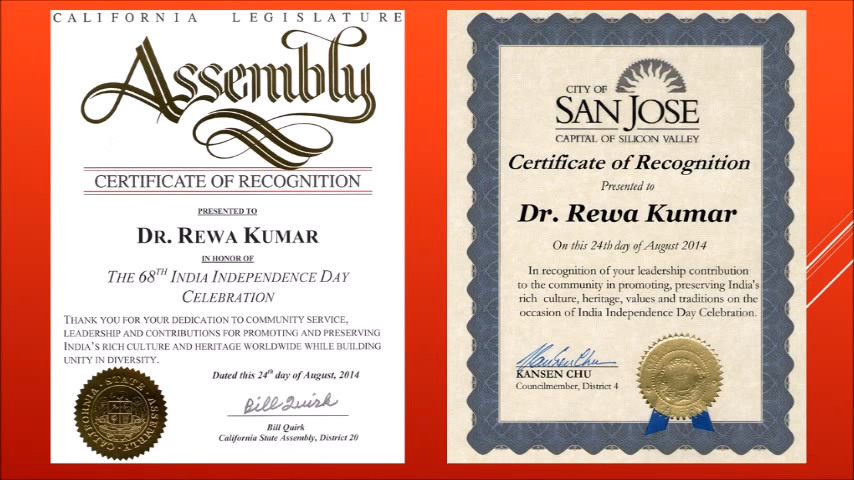 CALIFORNIA LEGISLATURE
Assembly
CERTIFICATE OF RECOGNITION
PRESENTED TO
DR. REWA KUMAR
IN HONOR OF
THE 68TH INDIA INDEPENDENCE DAY
CELEBRATION
THANK YOU FOR YOUR DEDICATION TO COMMUNITY SERVICE,
LEADERSHIP AND CONTRIBUTIONS FOR PROMOTING AND PRESERVING
INDIA'S RICH CULTURE AND HERITAGE WORLDWIDE WHILE BUILDING
UNITY IN DIVERSITY.
Dated this 24th day of August, 2014
Bill Quirk
Bill Quirk
California State Assembly, District 20
CALIFORNIA STATE ASSEMBLY
CITY OF
SAN JOSE
CAPITAL OF SILICON VALLEY
Certificate of Recognition
Presented to
Dr. Rewa Kumar
On this 24th day of August 2014
In recognition of your leadership contribution
to the community in promoting, preserving India's
rich culture, heritage, values and traditions on the
occasion of India Independence Day Celebration.
Kansen Chu
KANSEN CHU
Councilmember, District 4